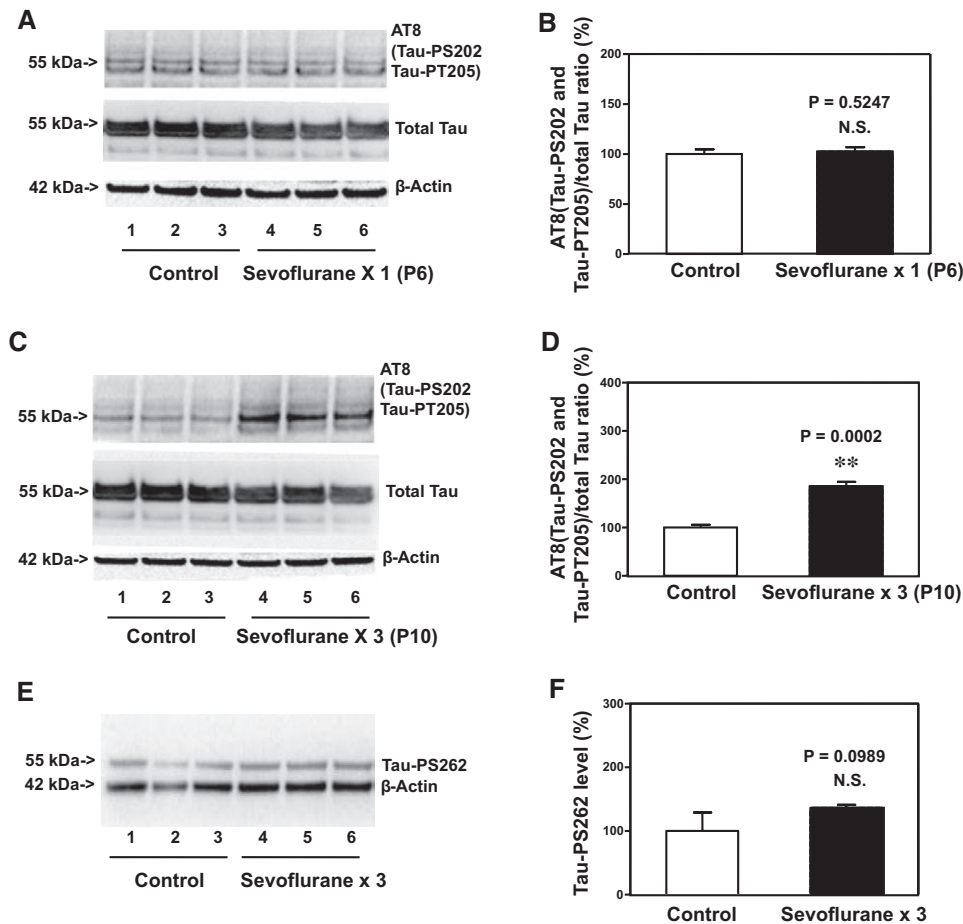 A
AT8
(Tau-PS202
Tau-PT205)
55 kDa->
55 kDa->
Total Tau
42 kDa->
β-Actin
1 2 3 4 5 6
Control Sevoflurane X 1 (P6)
B
AT8(Tau-PS202 and
Tau-PT205)/total Tau ratio (%)
200
150
100
50
0
P = 0.5247
N.S.
Control Sevoflurane x 1 (P6)
C
AT8
(Tau-PS202
Tau-PT205)
55 kDa->
55 kDa->
Total Tau
42 kDa->
β-Actin
1 2 3 4 5 6
Control Sevoflurane X 3 (P10)
D
AT8(Tau-PS202 and
Tau-PT205)/total Tau ratio (%)
400
300
200
100
0
P = 0.0002
**
Control Sevoflurane x 3 (P10)
E
55 kDa->
Tau-PS262
42 kDa->
β-Actin
1 2 3 4 5 6
Control Sevoflurane x 3
F
Tau-PS262 level (%)
300
200
100
0
P = 0.0989
N.S.
Control Sevoflurane x 3